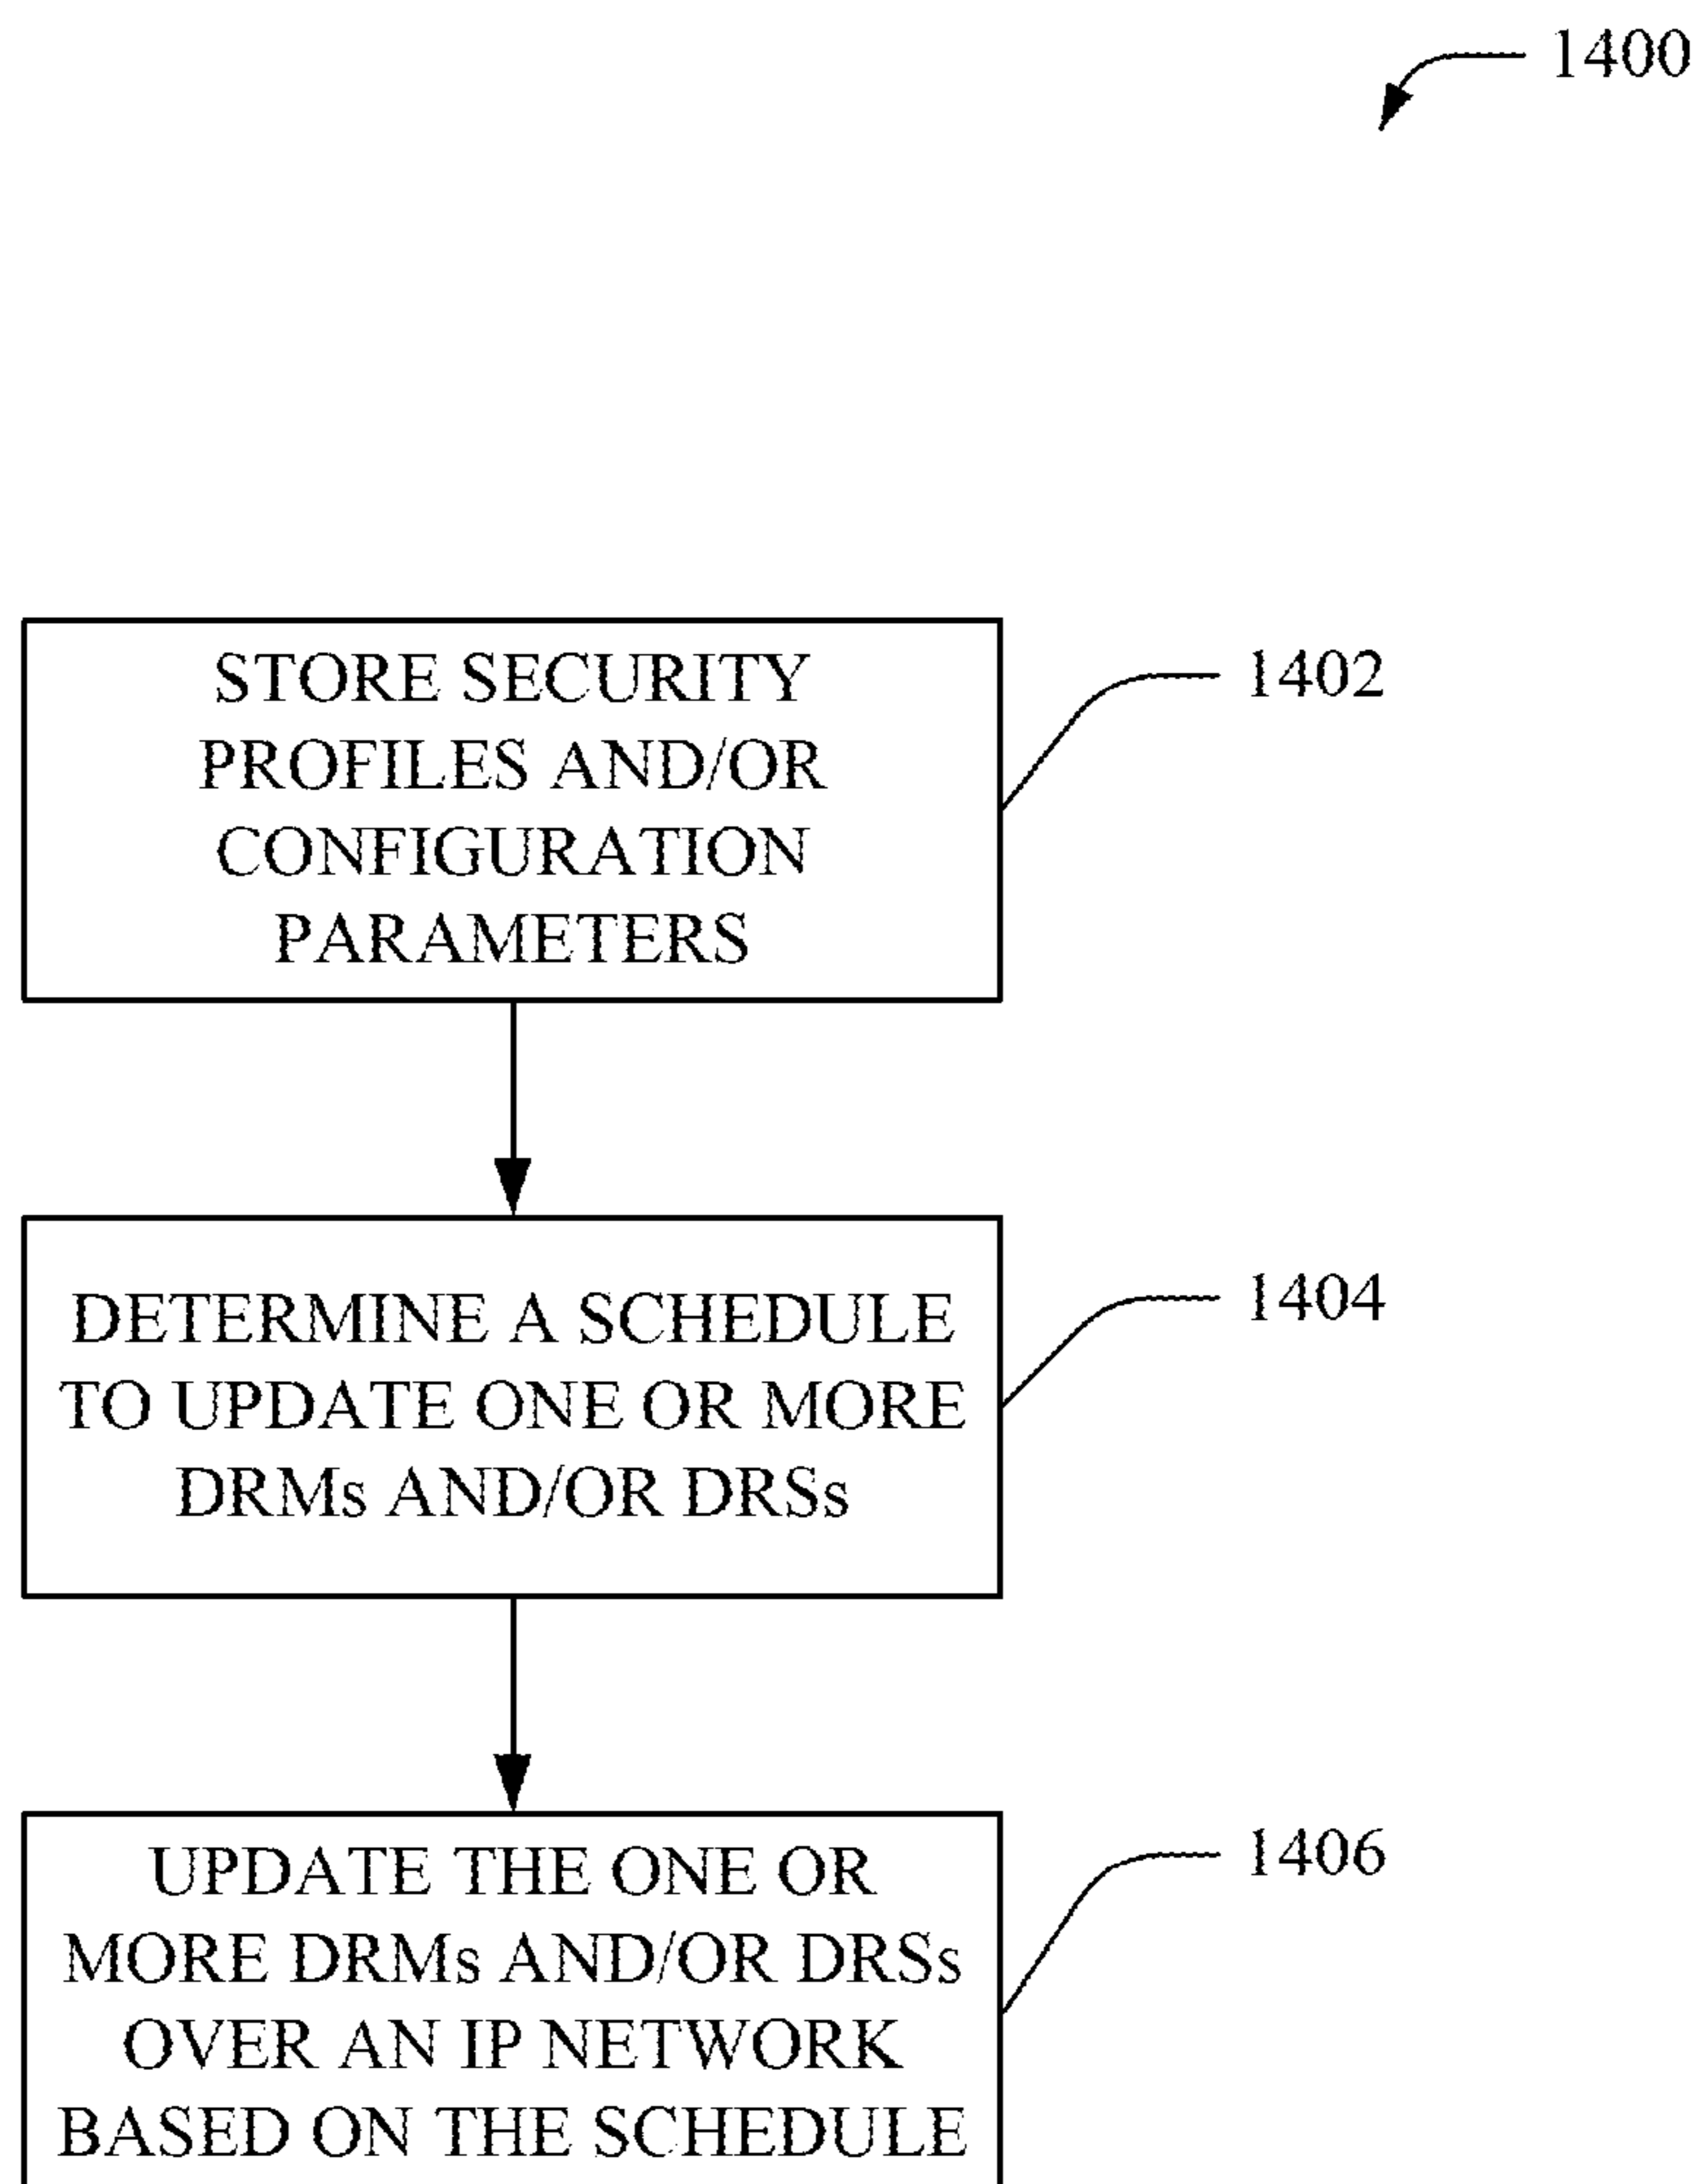 1400
STORE SECURITY
PROFILES AND/OR
CONFIGURATION
PARAMETERS
1402
DETERMINE A SCHEDULE
TO UPDATE ONE OR MORE
DRMs AND/OR DRSs
1404
UPDATE THE ONE OR
MORE DRMs AND/OR DRSs
OVER AN IP NETWORK
BASED ON THE SCHEDULE
1406